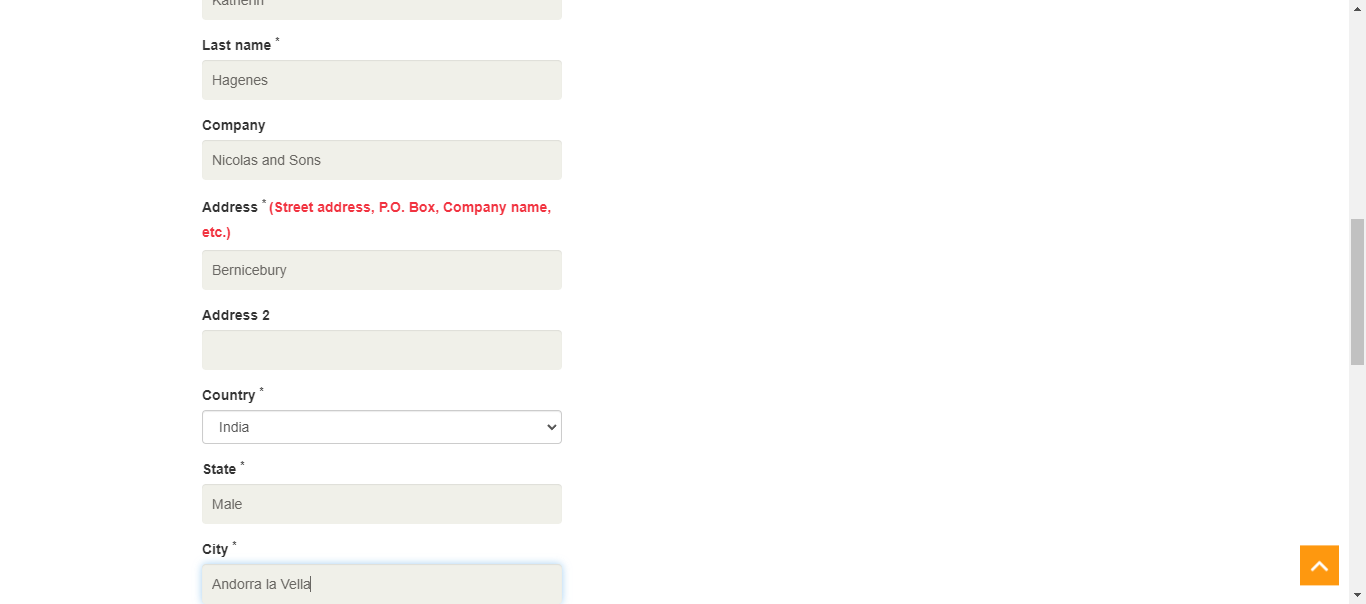 Katherin
Last name *
Hagenes
Company
Nicolas and Sons
Address * (Street address, P.O. Box, Company name,
etc.)
Bernicebury
Address 2
Country *
India
State *
Male
City *
Andorra la Vella